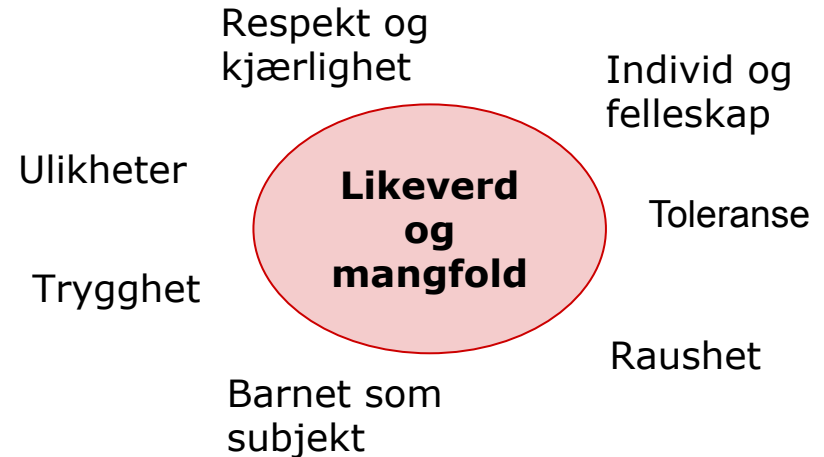 Respekt og
kjærlighet
Individ og
felleskap
Ulikheter
Likeverd
og
mangfold
Toleranse
Trygghet
Raushet
Barnet som
subjekt